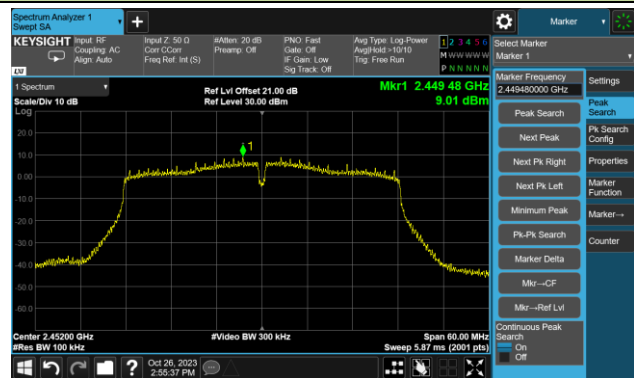 Spectrum Analyzer 1
Swept SA
Marker
KEYSIGHT
Input: RF
Coupling: AC
Align: Auto
Input Z: 50 Ω
Corr CCorr
Freq Ref: Int (S)
#Atten: 20 dB
Preamp: Off
PNO: Fast
Gate: Off
IF Gain: Low
Sig Track: Off
Avg Type: Log-Power
Avg|Hold:>10/10
Trig: Free Run
1 2 3 4 5 6
M W W W W W
P N N N N N
LXI
Select Marker
Marker 1
1 Spectrum
Scale/Div 10 dB
Log
Ref Lvl Offset 21.00 dB
Ref Level 30.00 dBm
Mkr1 2.449 48 GHz
9.01 dBm
20.0
10.0
0.00
-10.0
-20.0
-30.0
-40.0
-50.0
-60.0
1
Center 2.45200 GHz
#Res BW 100 kHz
#Video BW 300 kHz
Span 60.00 MHz
Sweep 5.87 ms (2001 pts)
Marker Frequency
2.449480000 GHz
Peak Search
Next Peak
Next Pk Right
Next Pk Left
Minimum Peak
Pk-Pk Search
Marker Delta
Mkr→CF
Mkr→Ref Lvl
Continuous Peak
Search
On
Off
Settings
Peak
Search
Pk Search
Config
Properties
Marker
Function
Marker→
Counter
Oct 26, 2023
2:55:37 PM